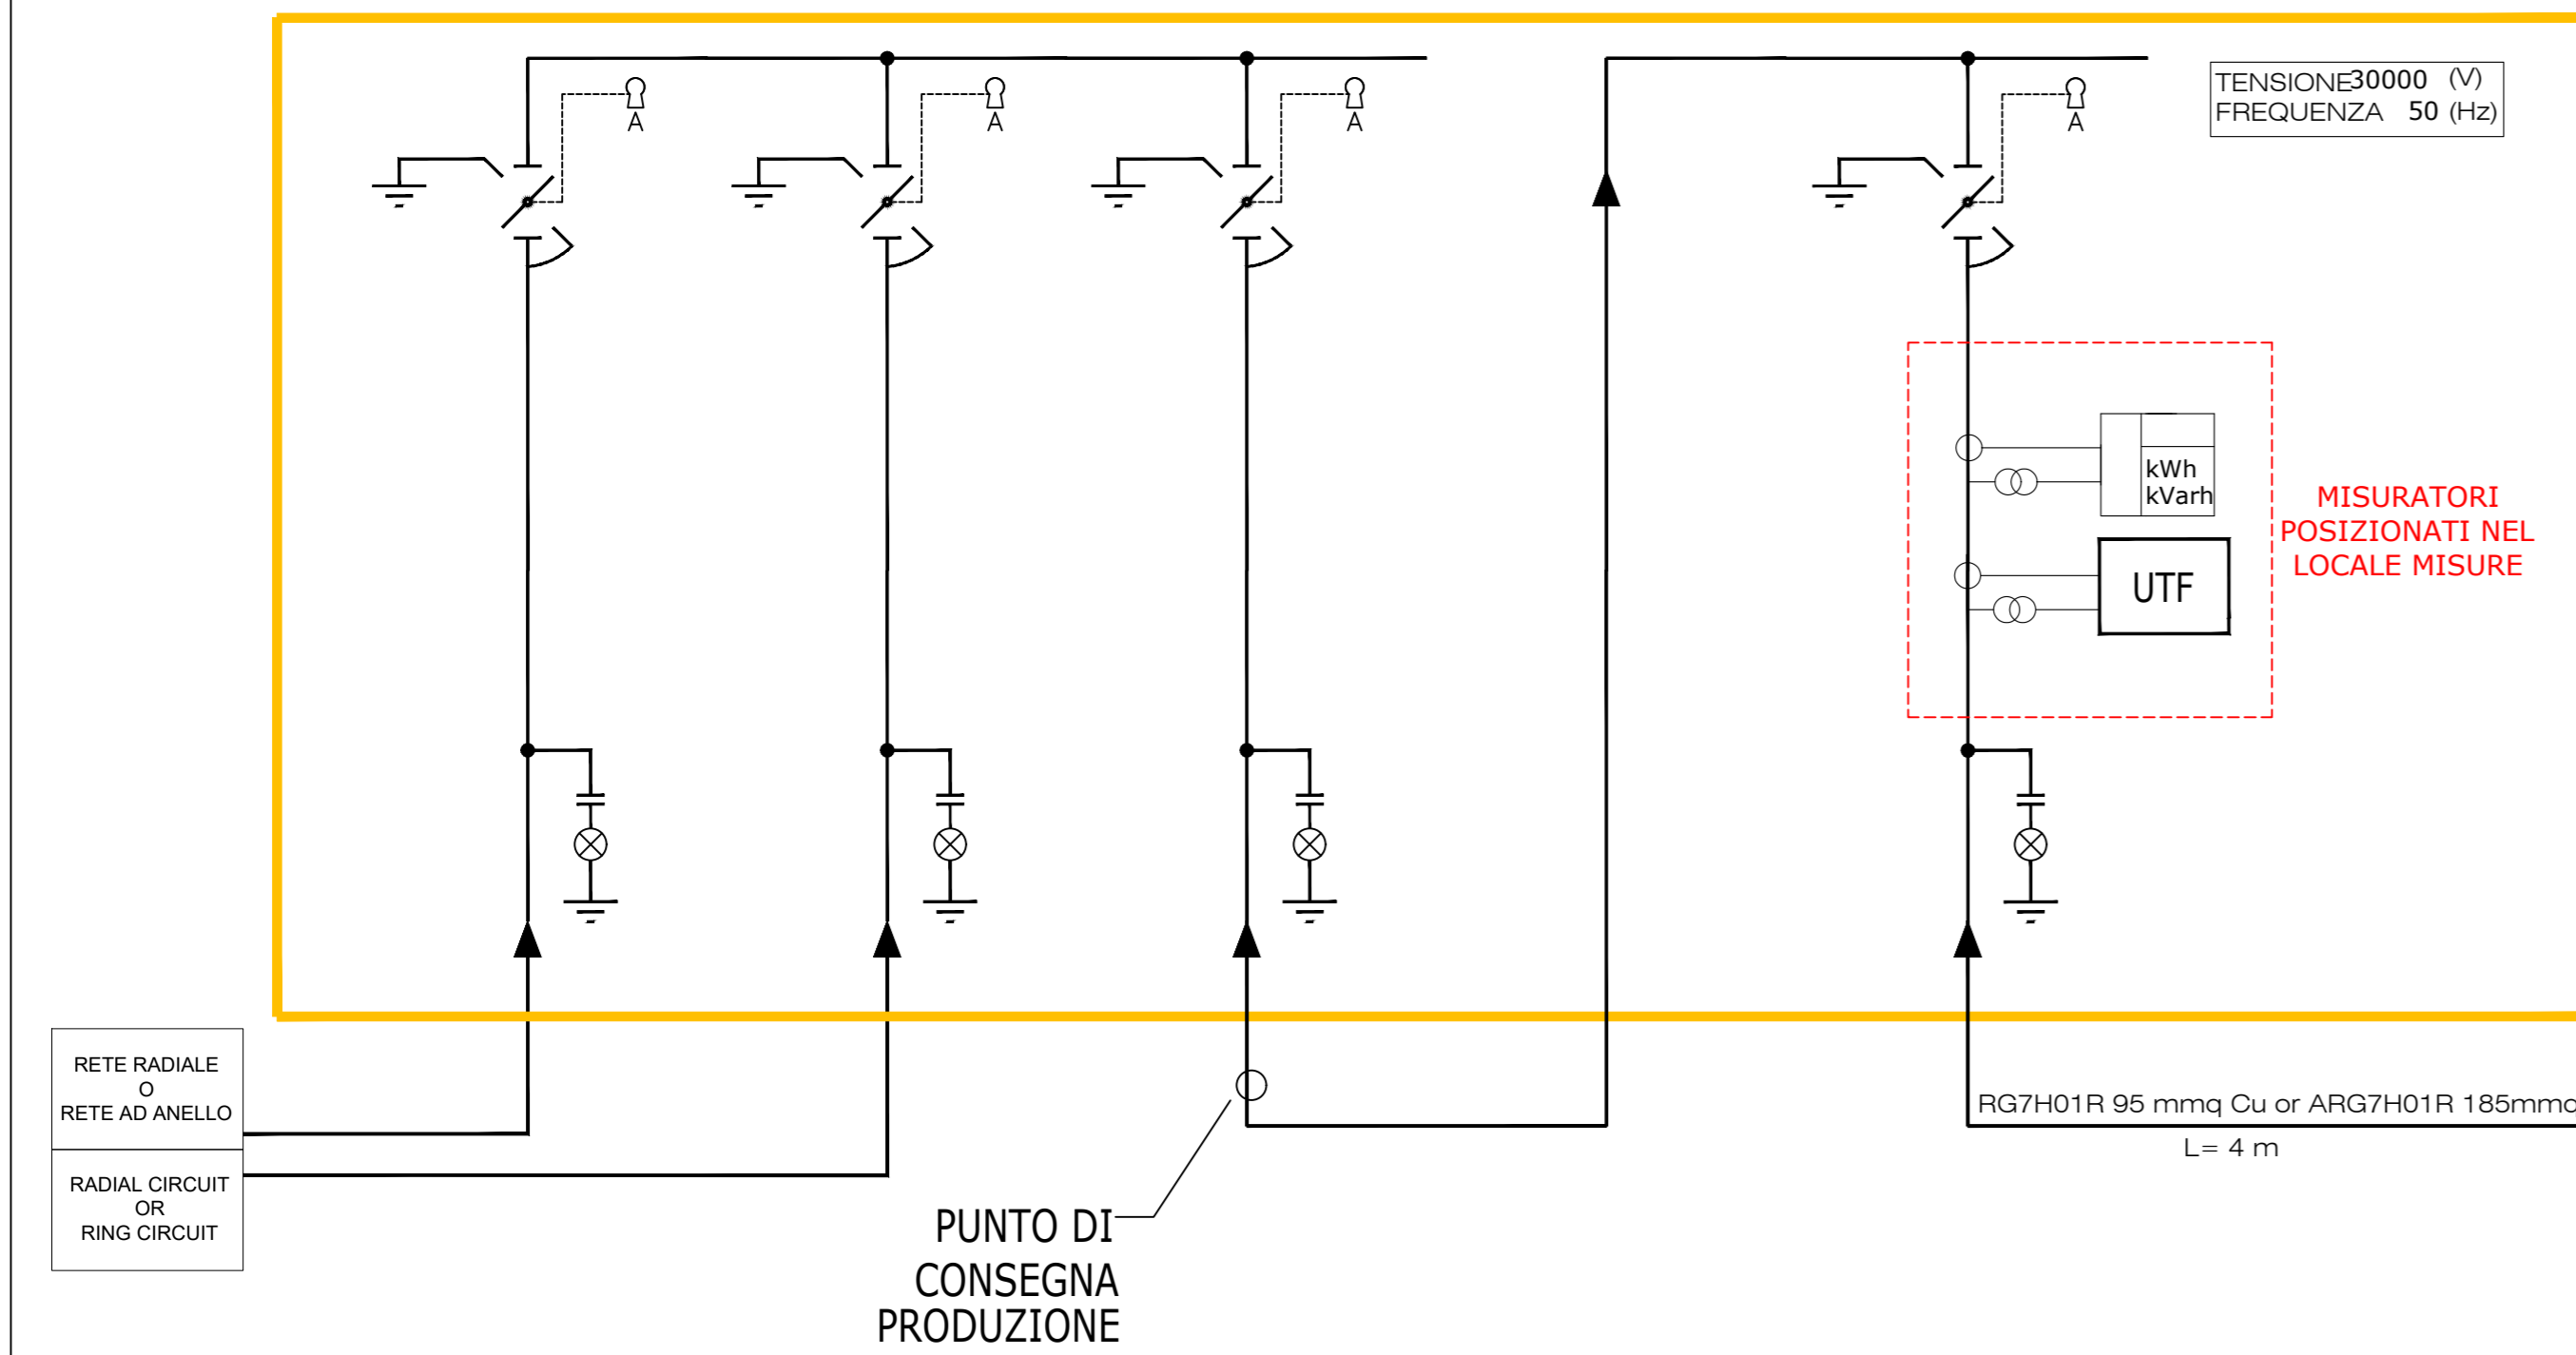 A
A
A
A
TENSIONE 30000 (V)
FREQUENZA 50 (Hz)
kWh
kVarh
UTF
MISURATORI
POSIZIONATI NEL
LOCALE MISURE
RETE RADIALE
O
RETE AD ANELLO
RADIAL CIRCUIT
OR
RING CIRCUIT
PUNTO DI
CONSEGNA
PRODUZIONE
RG7H01R 95 mmq Cu or ARG7H01R 185mmq
L= 4 m